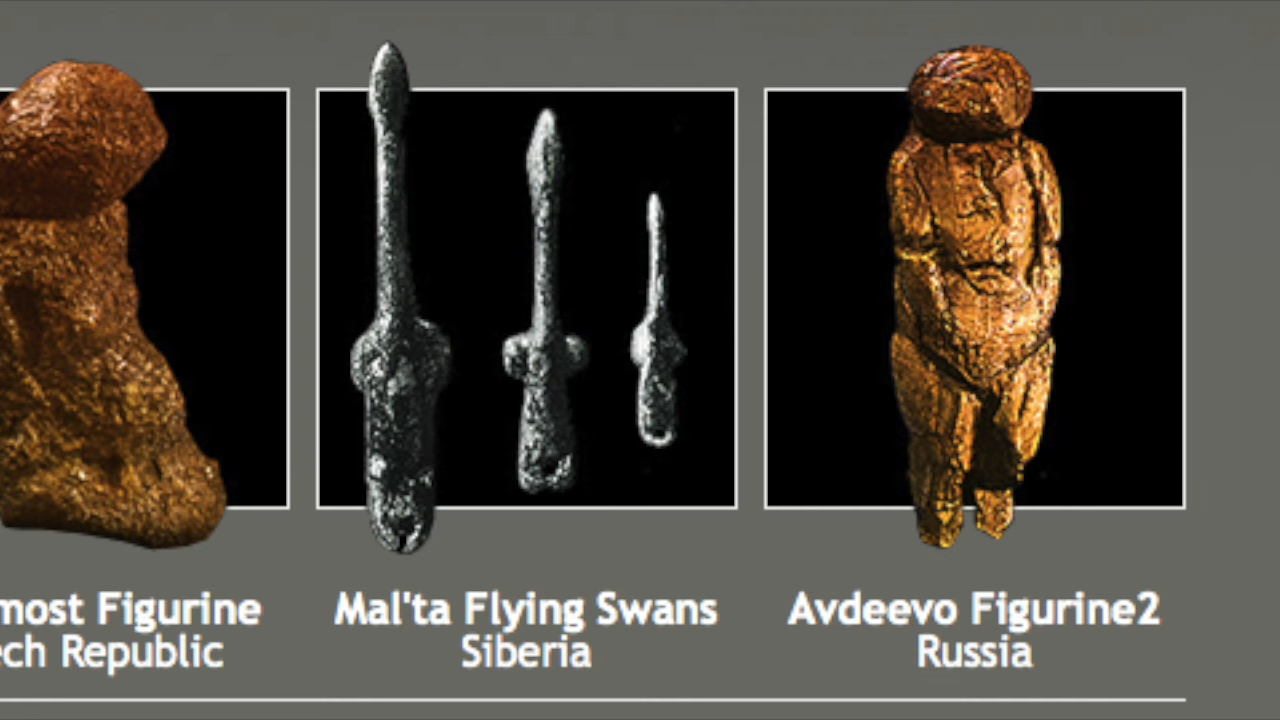 most Figurine
ech Republic
Mal'ta Flying Swans
Siberia
Avdeevo Figurine2
Russia